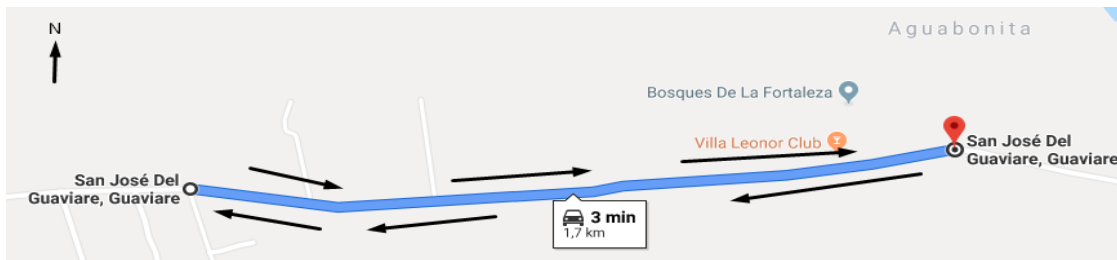 N
Aguabonita
Bosques De La Fortaleza
Villa Leonor Club
San José Del
Guaviare, Guaviare
San José Del
Guaviare, Guaviare
3 min
1,7 km